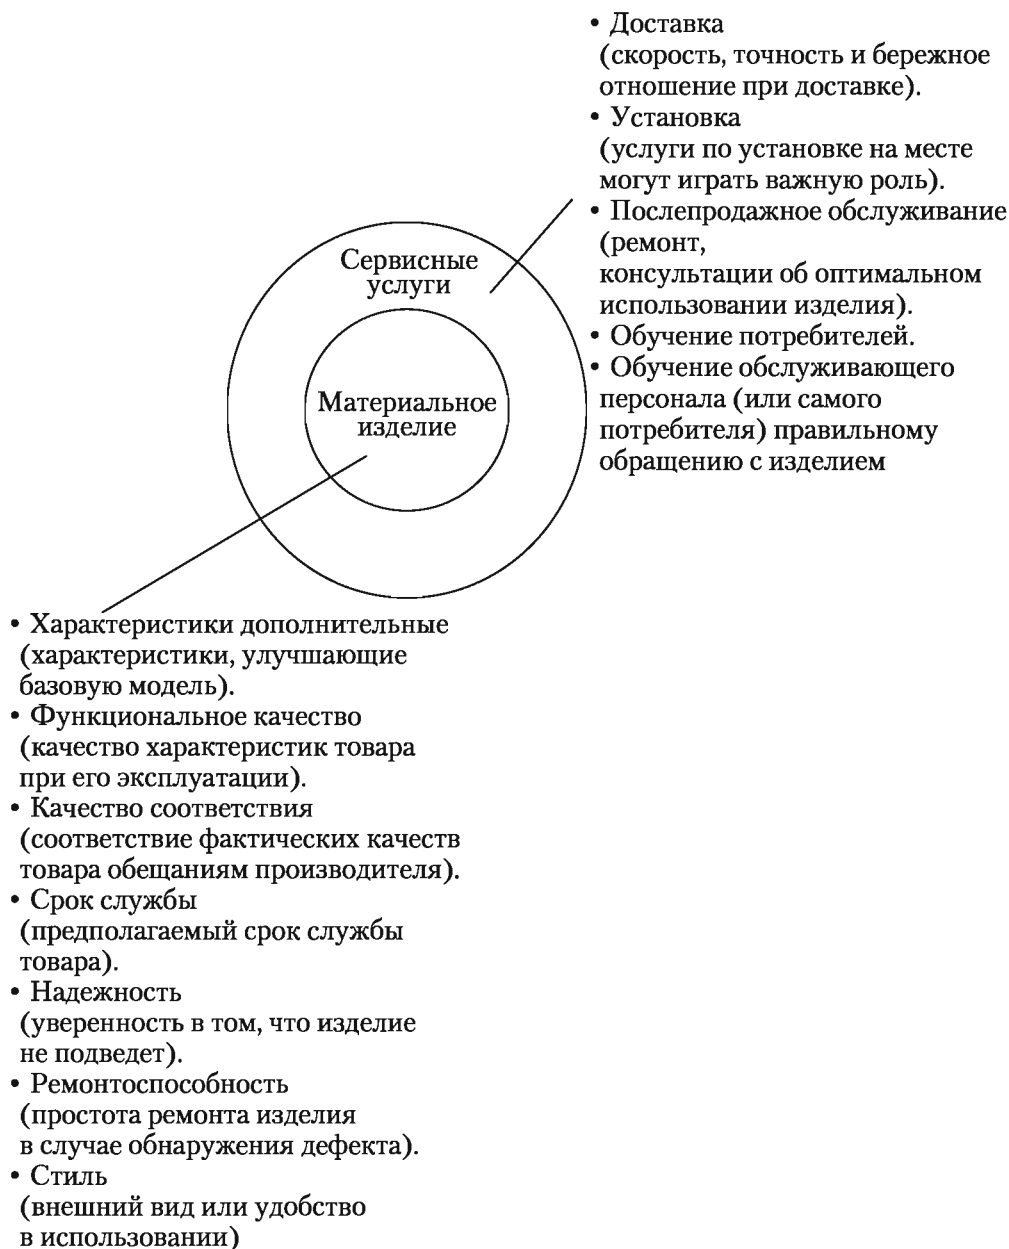 • Доставка
(скорость, точность и бережное
отношение при доставке).
• Установка
(услуги по установке на месте
могут играть важную роль).
• Послепродажное обслуживание
(ремонт,
консультации об оптимальном
использовании изделия).
• Обучение потребителей.
• Обучение обслуживающего
персонала (или самого
потребителя) правильному
обращению с изделием
Сервисные
услуги
Материальное
изделие
• Характеристики дополнительные
(характеристики, улучшающие
базовую модель).
• Функциональное качество
(качество характеристик товара
при его эксплуатации).
• Качество соответствия
(соответствие фактических качеств
товара обещаниям производителя).
• Срок службы
(предполагаемый срок службы
товара).
• Надежность
(уверенность в том, что изделие
не подведет).
• Ремонтоспособность
(простота ремонта изделия
в случае обнаружения дефекта).
• Стиль
(внешний вид или удобство
в использовании)